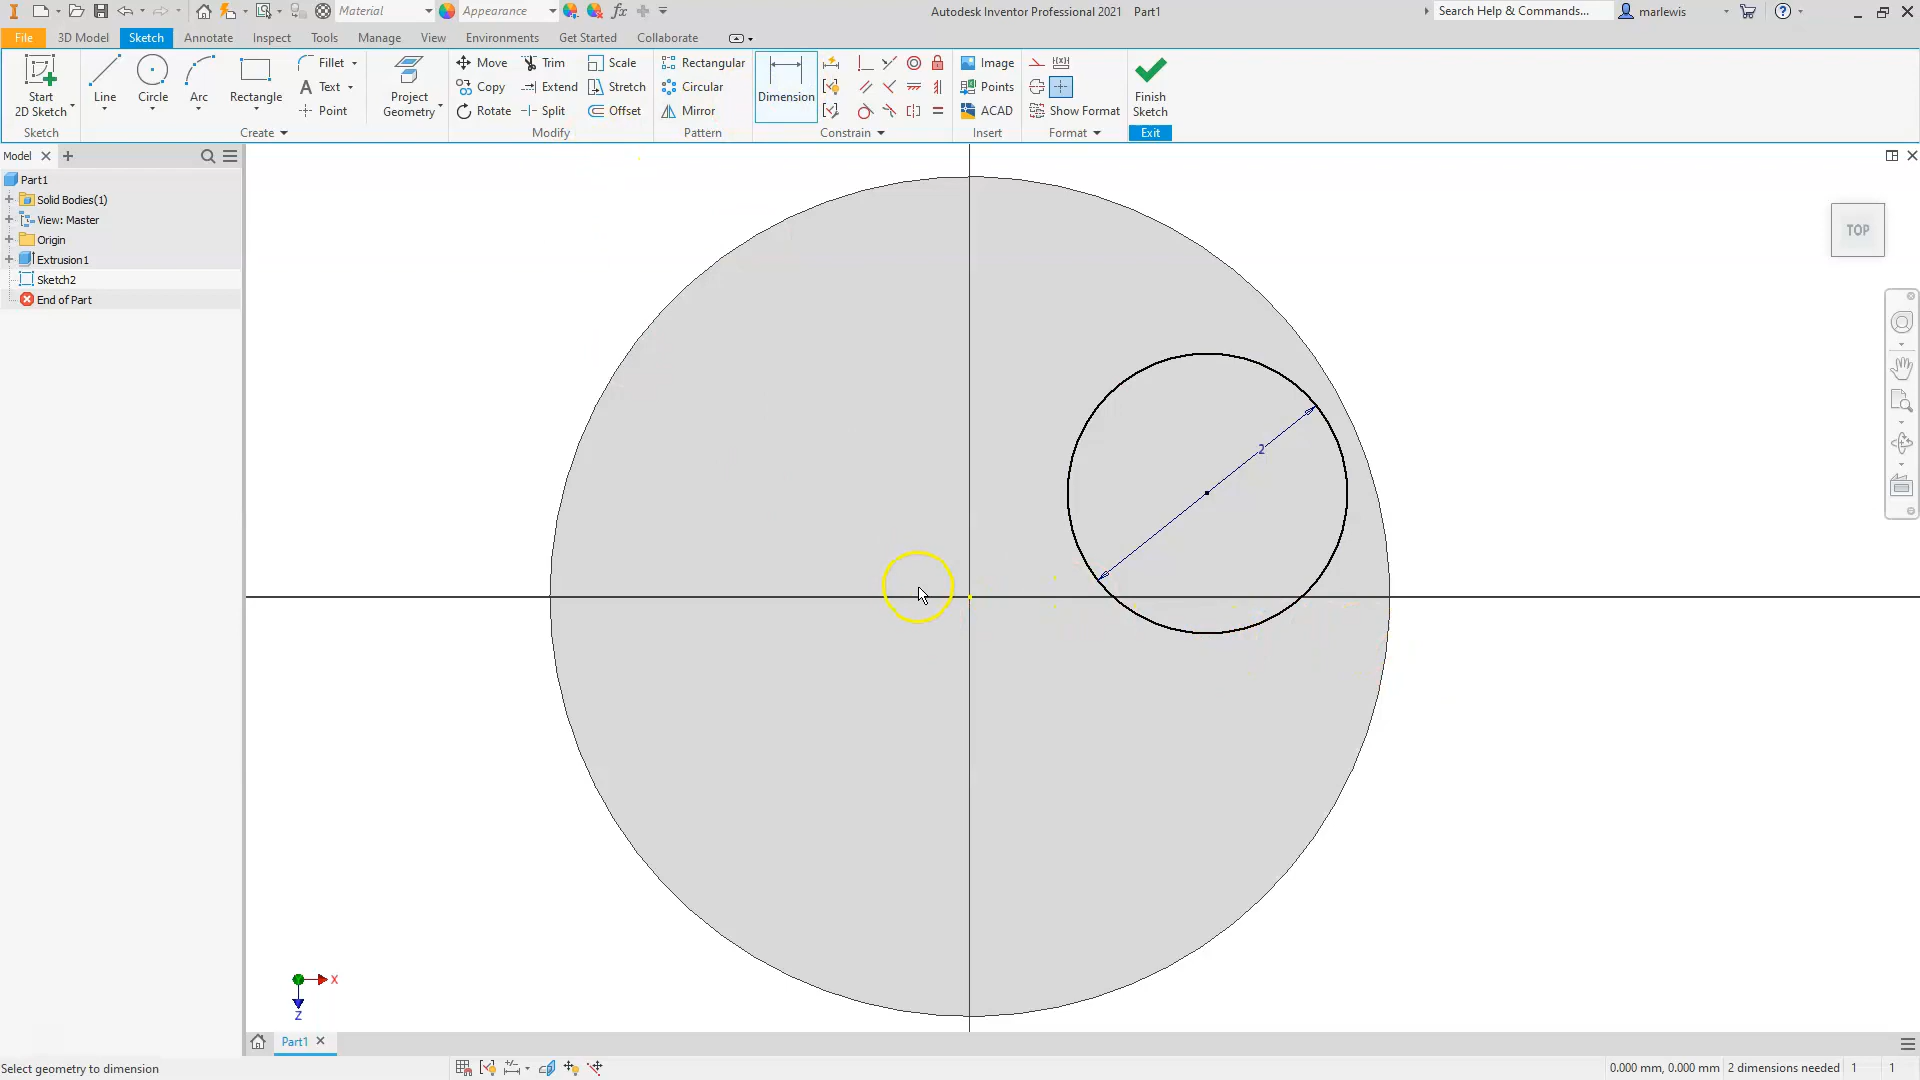 Material
Appearance
fx
Autodesk Inventor Professional 2021 Part1
Search Help & Commands...
marlewis
File
3D Model
Sketch
Annotate
Inspect
Tools
Manage
View
Environments
Get Started
Collaborate
Start
2D Sketch
Line
Circle
Arc
Rectangle
Fillet
Text
Point
Project
Geometry
Move
Copy
Rotate
Trim
Extend
Split
Scale
Stretch
Offset
Rectangular
Circular
Mirror
Dimension
Image
Points
ACAD
Show Format
Finish
Sketch
Sketch
Create
Modify
Pattern
Constrain
Insert
Format
Exit
Model
Part1
Solid Bodies(1)
View: Master
Origin
Extrusion1
Sketch2
End of Part
TOP
2
X
Z
Part1
Select geometry to dimension
0.000 mm, 0.000 mm 2 dimensions needed 1 1